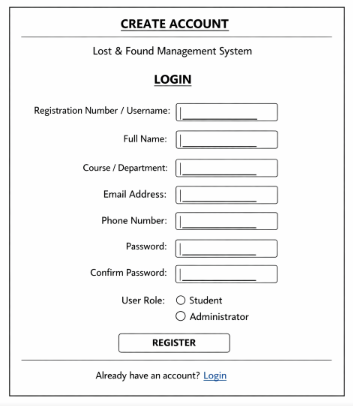 CREATE ACCOUNT
Lost & Found Management System
LOGIN
Registration Number / Username:
Full Name:
Course / Department:
Email Address:
Phone Number:
Password:
Confirm Password:
User Role: Student
Administrator
REGISTER
Already have an account? Login